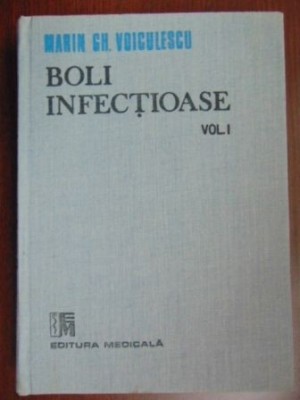 MARIN GH. VOICULESCU
BOLI
INFECȚIOASE
VOL. I
EM
EDITURA MEDICALĂ